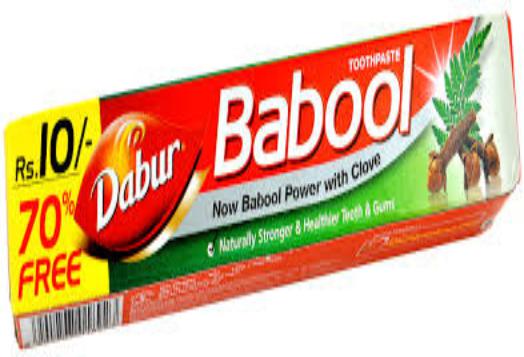 Rs.10/-
70%
FREE
Dabur
TOOTHPASTE
Babool
Now Babool Power with Clove
Naturally Stronger & Healthier Teeth & Gums